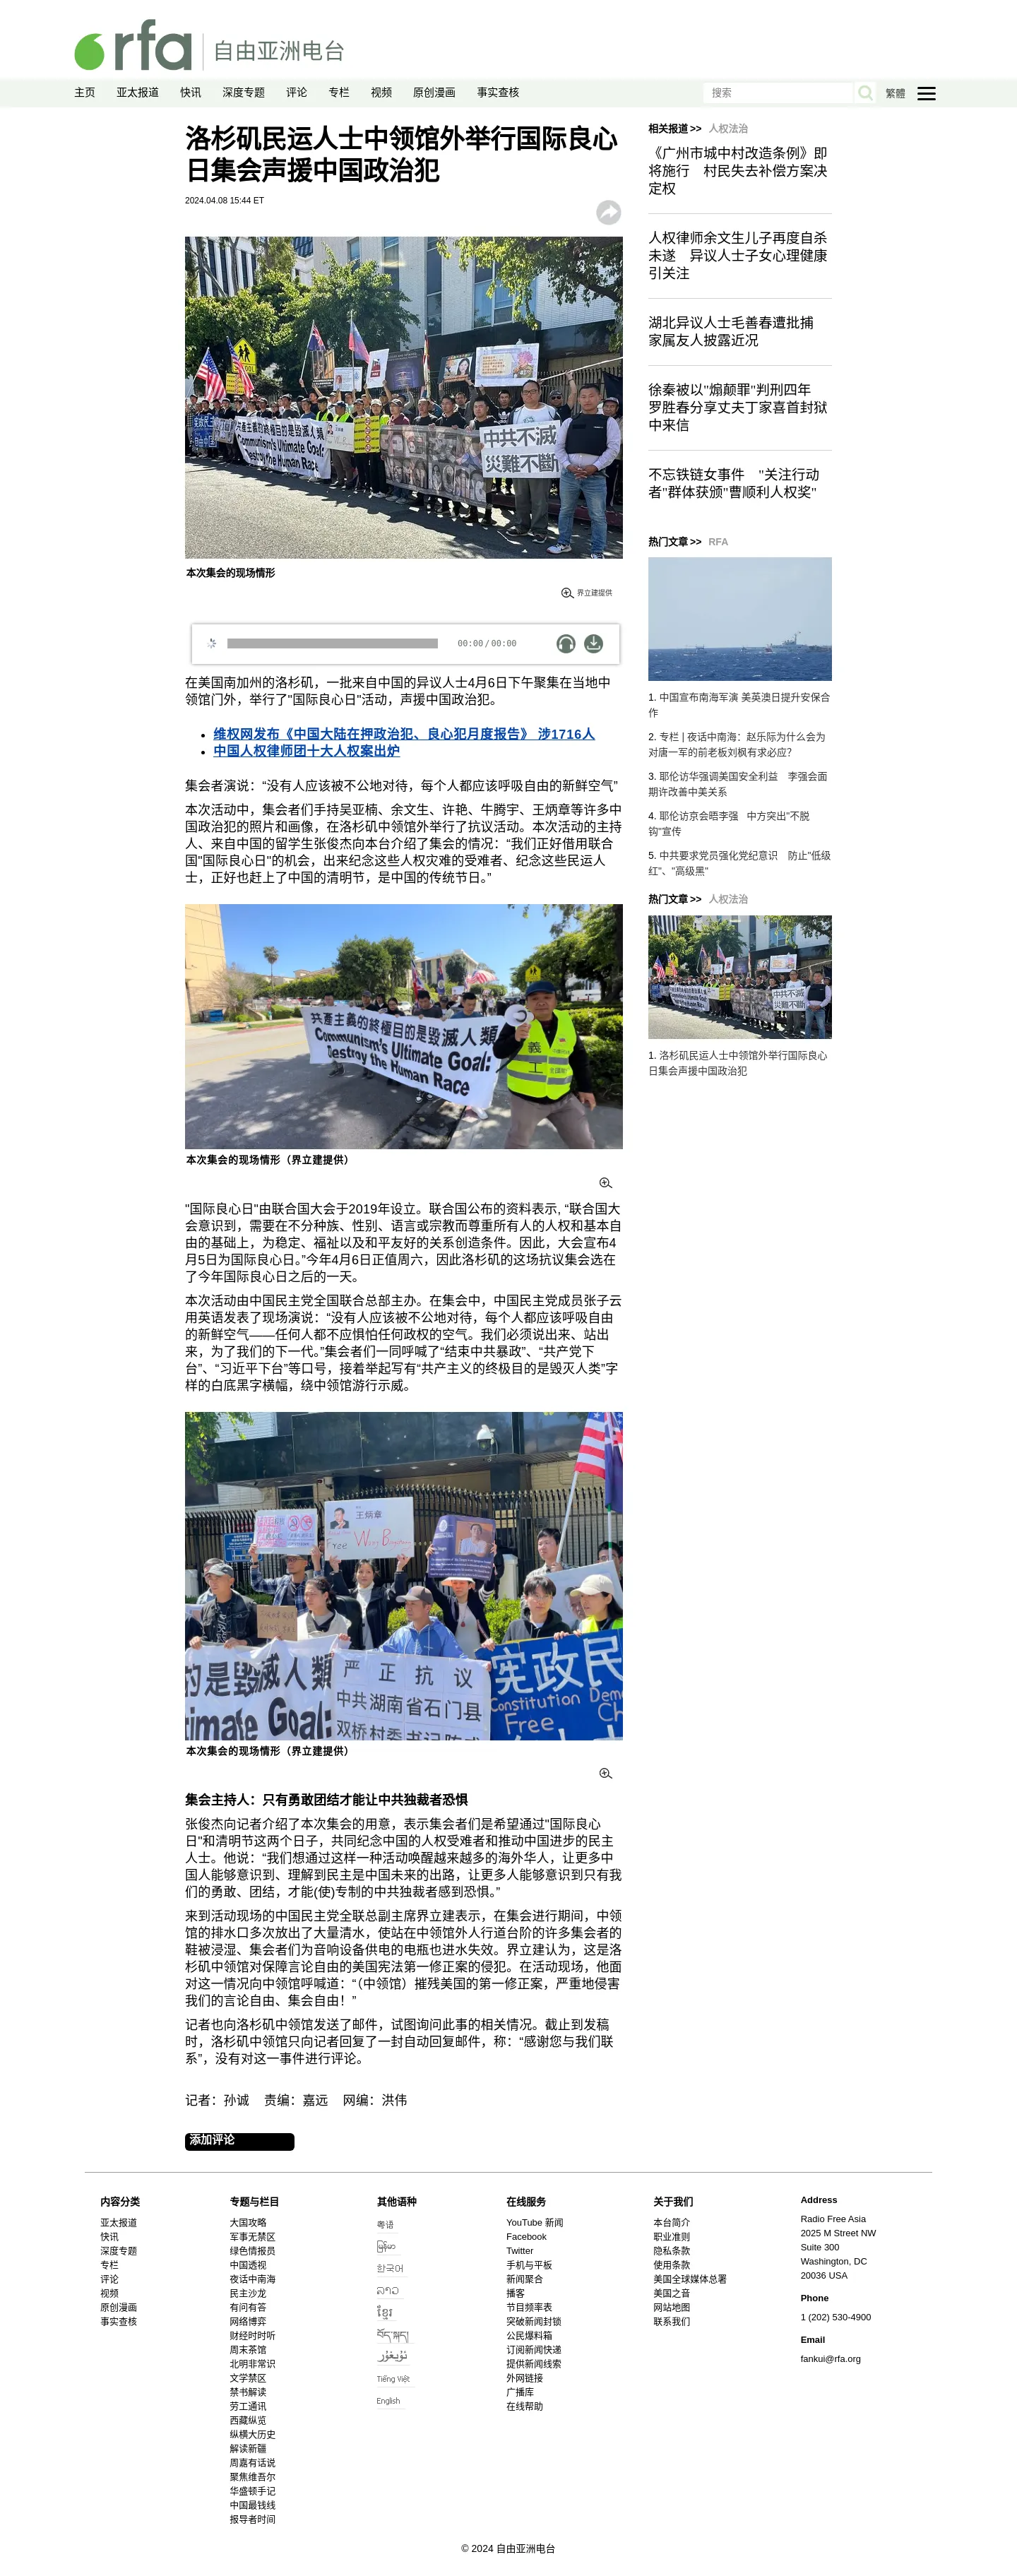 rfa 自由亚洲电台
主页 亚太报道 快讯 深度专题 评论 专栏 视频 原创漫画 事实查核 搜索 繁體
洛杉矶民运人士中领馆外举行国际良心
日集会声援中国政治犯
2024.04.08 15:44 ET
共產主義的終極目的是毀滅人類
Communism's Ultimate Goal:
Destroy the Human Race
中共不滅
災難不斷
本次集会的现场情形
界立建提供
00:00 / 00:00
在美国南加州的洛杉矶，一批来自中国的异议人士4月6日下午聚集在当地中
领馆门外，举行了"国际良心日"活动，声援中国政治犯。
维权网发布《中国大陆在押政治犯、良心犯月度报告》 涉1716人
中国人权律师团十大人权案出炉
集会者演说：“没有人应该被不公地对待，每个人都应该呼吸自由的新鲜空气”
本次活动中，集会者们手持吴亚楠、余文生、许艳、牛腾宇、王炳章等许多中
国政治犯的照片和画像，在洛杉矶中领馆外举行了抗议活动。本次活动的主持
人、来自中国的留学生张俊杰向本台介绍了集会的情况：“我们正好借用联合
国"国际良心日"的机会，出来纪念这些人权灾难的受难者、纪念这些民运人
士，正好也赶上了中国的清明节，是中国的传统节日。”
共產主義的終極目的是毀滅人類
Communism's Ultimate Goal:
Destroy the Human Race
義工
本次集会的现场情形（界立建提供）
"国际良心日"由联合国大会于2019年设立。联合国公布的资料表示, “联合国大
会意识到，需要在不分种族、性别、语言或宗教而尊重所有人的人权和基本自
由的基础上，为稳定、福祉以及和平友好的关系创造条件。因此，大会宣布4
月5日为国际良心日。”今年4月6日正值周六，因此洛杉矶的这场抗议集会选在
了今年国际良心日之后的一天。
本次活动由中国民主党全国联合总部主办。在集会中，中国民主党成员张子云
用英语发表了现场演说：“没有人应该被不公地对待，每个人都应该呼吸自由
的新鲜空气——任何人都不应惧怕任何政权的空气。我们必须说出来、站出
来，为了我们的下一代。”集会者们一同呼喊了“结束中共暴政”、“共产党下
台”、“习近平下台”等口号，接着举起写有“共产主义的终极目的是毁灭人类”字
样的白底黑字横幅，绕中领馆游行示威。
王炳章
Free Wang Bingzhang
的是毀滅人類
timate Goal
严正抗议
中共湖南省石门县
双桥村委书记陈
宪政民
Constitution Demo
Free Ch
本次集会的现场情形（界立建提供）
集会主持人：只有勇敢团结才能让中共独裁者恐惧
张俊杰向记者介绍了本次集会的用意，表示集会者们是希望通过"国际良心
日"和清明节这两个日子，共同纪念中国的人权受难者和推动中国进步的民主
人士。他说：“我们想通过这样一种活动唤醒越来越多的海外华人，让更多中
国人能够意识到、理解到民主是中国未来的出路，让更多人能够意识到只有我
们的勇敢、团结，才能(使)专制的中共独裁者感到恐惧。”
来到活动现场的中国民主党全联总副主席界立建表示，在集会进行期间，中领
馆的排水口多次放出了大量清水，使站在中领馆外人行道台阶的许多集会者的
鞋被浸湿、集会者们为音响设备供电的电瓶也进水失效。界立建认为，这是洛
杉矶中领馆对保障言论自由的美国宪法第一修正案的侵犯。在活动现场，他面
对这一情况向中领馆呼喊道：“（中领馆）摧残美国的第一修正案，严重地侵害
我们的言论自由、集会自由！”
记者也向洛杉矶中领馆发送了邮件，试图询问此事的相关情况。截止到发稿
时，洛杉矶中领馆只向记者回复了一封自动回复邮件，称：“感谢您与我们联
系”，没有对这一事件进行评论。
记者：孙诚 责编：嘉远 网编：洪伟
添加评论
相关报道 >> 人权法治
《广州市城中村改造条例》即
将施行 村民失去补偿方案决
定权
人权律师余文生儿子再度自杀
未遂 异议人士子女心理健康
引关注
湖北异议人士毛善春遭批捕
家属友人披露近况
徐秦被以"煽颠罪"判刑四年
罗胜春分享丈夫丁家喜首封狱
中来信
不忘铁链女事件 "关注行动
者"群体获颁"曹顺利人权奖"
热门文章 >> RFA
1. 中国宣布南海军演 美英澳日提升安保合
作
2. 专栏 | 夜话中南海：赵乐际为什么会为
对唐一军的前老板刘枫有求必应？
3. 耶伦访华强调美国安全利益 李强会面
期许改善中美关系
4. 耶伦访京会晤李强 中方突出"不脱
钩"宣传
5. 中共要求党员强化党纪意识 防止"低级
红"、"高级黑"
热门文章 >> 人权法治
中共不滅
災難不斷
1. 洛杉矶民运人士中领馆外举行国际良心
日集会声援中国政治犯
内容分类
亚太报道
快讯
深度专题
专栏
评论
视频
原创漫画
事实查核
专题与栏目
大国攻略
军事无禁区
绿色情报员
中国透视
夜话中南海
民主沙龙
有问有答
网络博弈
财经时时听
周末茶馆
北明非常识
文学禁区
禁书解读
劳工通讯
西藏纵览
纵横大历史
解读新疆
周嘉有话说
聚焦维吾尔
华盛顿手记
中国最钱线
报导者时间
其他语种
粤语
မြန်မာ
한국어
ລາວ
ខ្មែរ
བོད་སྐད།
ئۇيغۇر
Tiếng Việt
English
在线服务
YouTube 新闻
Facebook
Twitter
手机与平板
新闻聚合
播客
节目频率表
突破新闻封锁
公民爆料箱
订阅新闻快递
提供新闻线索
外网链接
广播库
在线帮助
关于我们
本台简介
职业准则
隐私条款
使用条款
美国全球媒体总署
美国之音
网站地图
联系我们
Address
Radio Free Asia
2025 M Street NW
Suite 300
Washington, DC
20036 USA
Phone
1 (202) 530-4900
Email
fankui@rfa.org
© 2024 自由亚洲电台